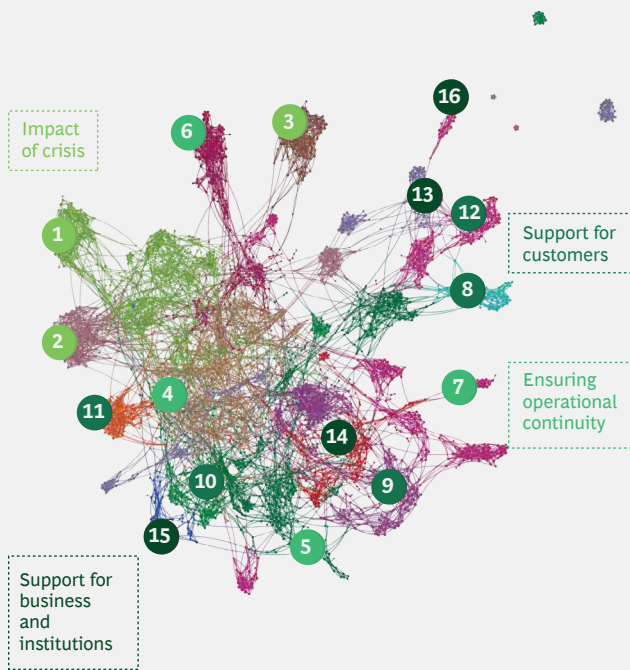 16
3
6
Impact
of crisis
13
12
1
Support for
customers
8
2
7
Ensuring
operational
continuity
4
11
14
10
9
15
5
Support for
business
and
institutions